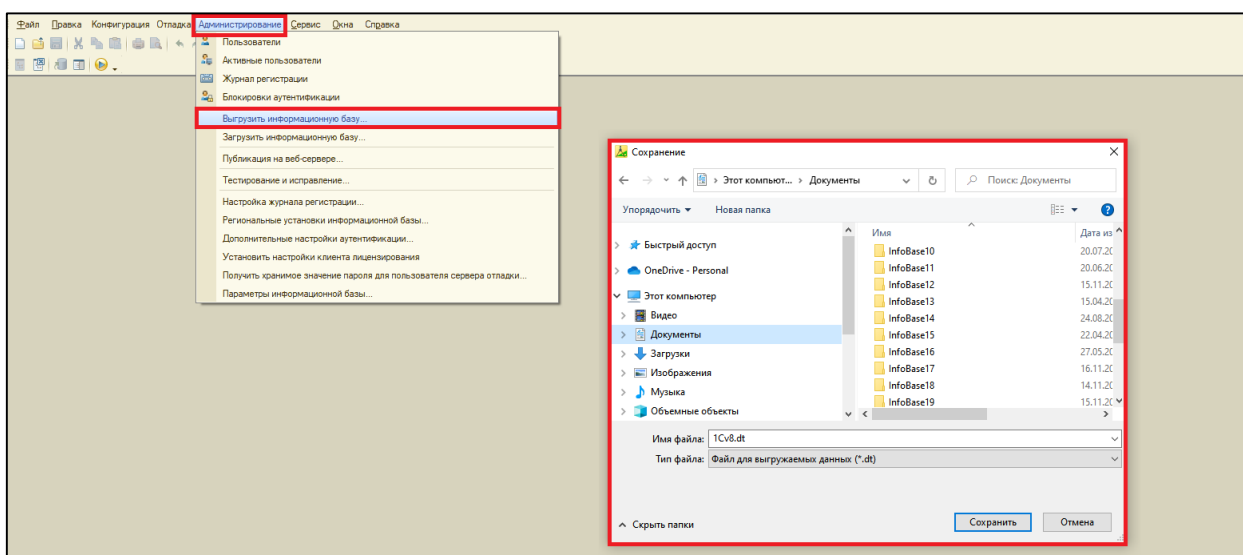 Файл Правка Конфигурация Отладка Администрирование Сервис Окна Справка
Пользователи
Активные пользователи
Журнал регистрации
Блокировки аутентификации
Выгрузить информационную базу...
Загрузить информационную базу...
Публикация на веб-сервере...
Тестирование и исправление...
Настройка журнала регистрации...
Региональные установки информационной базы...
Дополнительные настройки аутентификации...
Установить настройки клиента лицензирования
Получить хранимое значение пароля для пользователя сервера отладки...
Параметры информационной базы...
Сохранение
Этот компьют... › Документы
Поиск: Документы
Упорядочить Новая папка
Быстрый доступ
OneDrive - Personal
Этот компьютер
Видео
Документы
Загрузки
Изображения
Музыка
Объемные объекты
Имя Дата из
InfoBase10 20.07.20
InfoBase11 20.06.20
InfoBase12 15.11.20
InfoBase13 15.04.20
InfoBase14 24.08.20
InfoBase15 22.04.20
InfoBase16 27.05.20
InfoBase17 16.11.20
InfoBase18 14.11.20
InfoBase19 15.11.20
Имя файла: 1Cv8.dt
Тип файла: Файл для выгружаемых данных (*.dt)
Скрыть папки Сохранить Отмена